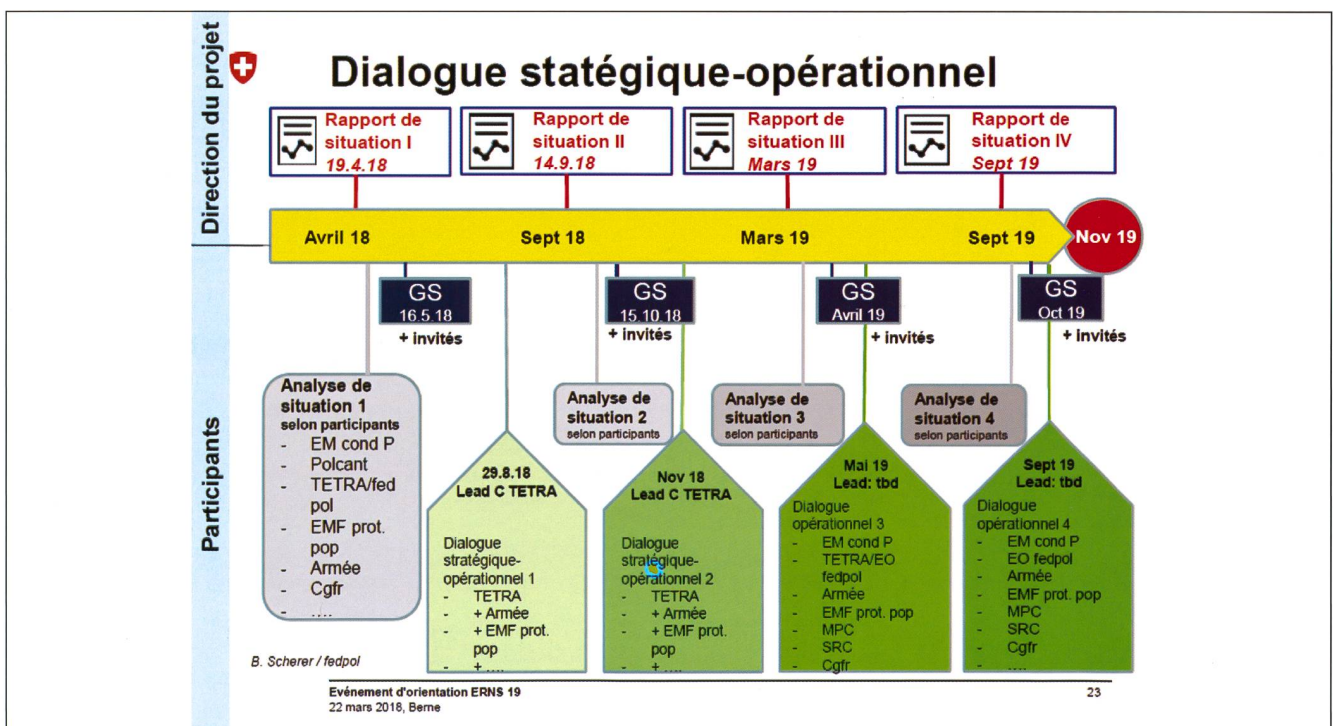 Direction du projet
Dialogue statégique-opérationnel
Rapport de
situation I
19.4.18
Rapport de
situation II
14.9.18
Rapport de
situation III
Mars 19
Rapport de
situation IV
Sept 19
Avril 18
Sept 18
Mars 19
Sept 19
Nov 19
Participants
GS
16.5.18
+ invités
GS
15.10.18
+ invités
GS
Avril 19
+ invités
GS
Oct 19
+ invités
Analyse de
situation 1
selon participants
- EM cond P
- Polcant
- TETRA/fed
pol
- EMF prot.
pop
- Armée
- Cgfr
- ....
Analyse de
situation 2
selon participants
Analyse de
situation 3
selon participants
Analyse de
situation 4
selon participants
29.8.18
Lead C TETRA
Dialogue
stratégique-
opérationnel 1
- TETRA
- + Armée
- + EMF prot.
pop
- + ....
Nov 18
Lead C TETRA
Dialogue
stratégique-
opérationnel 2
- TETRA
- + Armée
- + EMF prot.
pop
- + ....
Mai 19
Lead: tbd
Dialogue
opérationnel 3
- EM cond P
- TETRA/EO
fedpol
- Armée
- EMF prot. pop
- MPC
- SRC
- Cgfr
Sept 19
Lead: tbd
Dialogue
opérationnel 4
- EM cond P
- EO fedpol
- Armée
- EMF prot. pop
- MPC
- SRC
- Cgfr
- ....
B. Scherer / fedpol
Evénement d'orientation ERNS 19
22 mars 2018, Berne
23